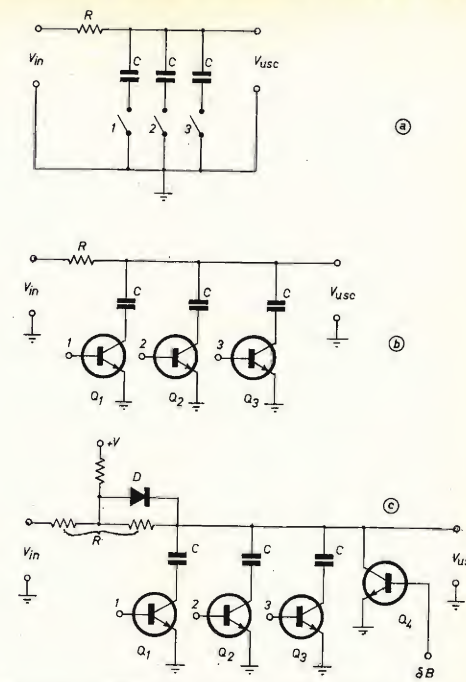 R
Vin
C C C
Vusc
1 2 3
a
R
Vin
C C C
Vusc
1 2 3
b
Q1 Q2 Q3
+V
D
c
R
Vin
C C C
Vus
1 2 3
Q1 Q2 Q3 Q4
δB